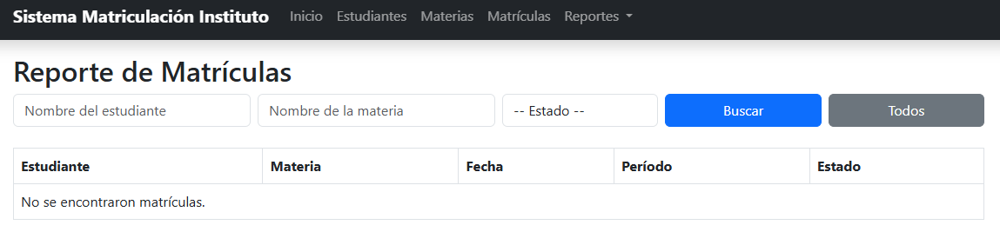 Sistema Matriculación Instituto Inicio Estudiantes Materias Matrículas Reportes
Reporte de Matrículas
Nombre del estudiante Nombre de la materia -- Estado -- Buscar Todos
Estudiante Materia Fecha Período Estado
No se encontraron matrículas.